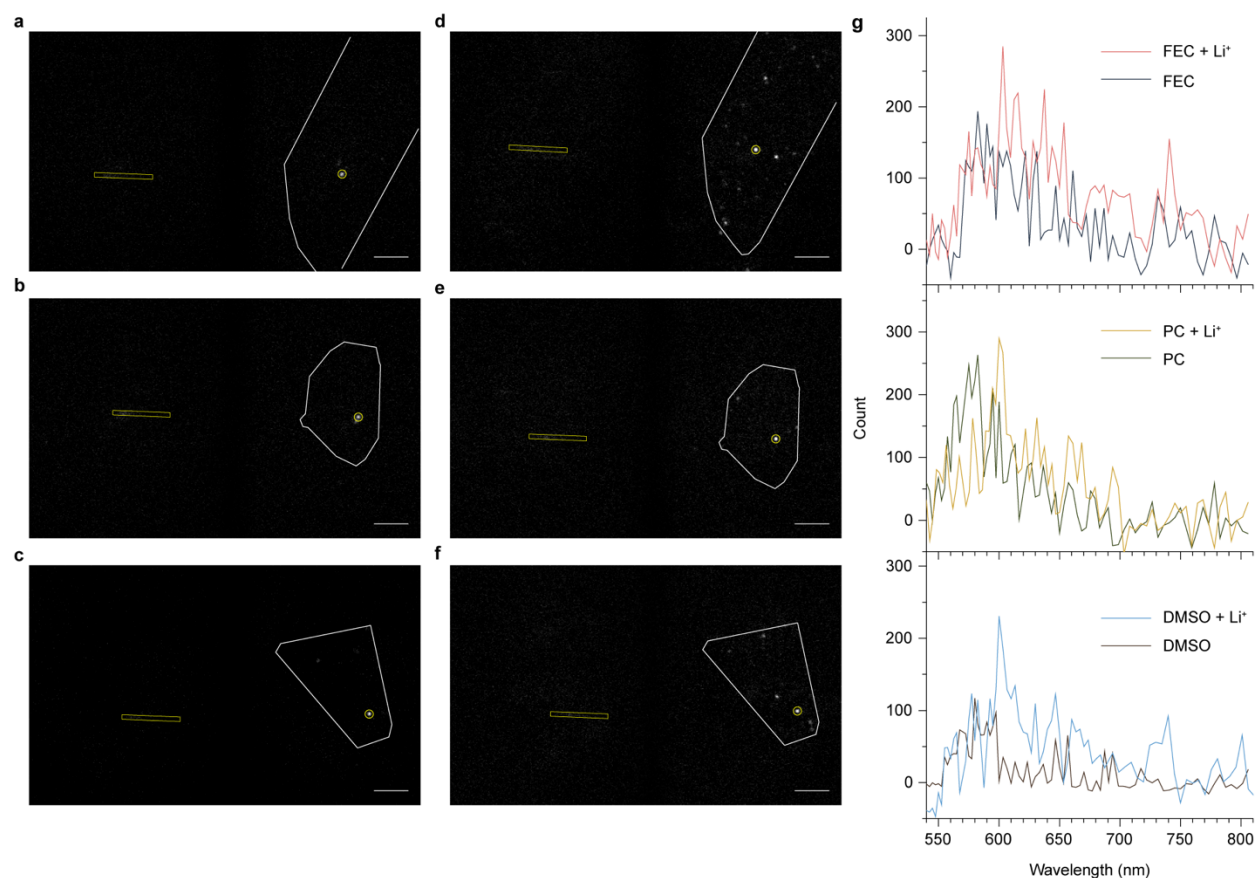 a
d
g
b
e
c
f
300
200
100
0
FEC + Li⁺
FEC
300
200
100
0
PC + Li⁺
PC
Count
300
200
100
0
DMSO + Li⁺
DMSO
550 600 650 700 750 800
Wavelength (nm)